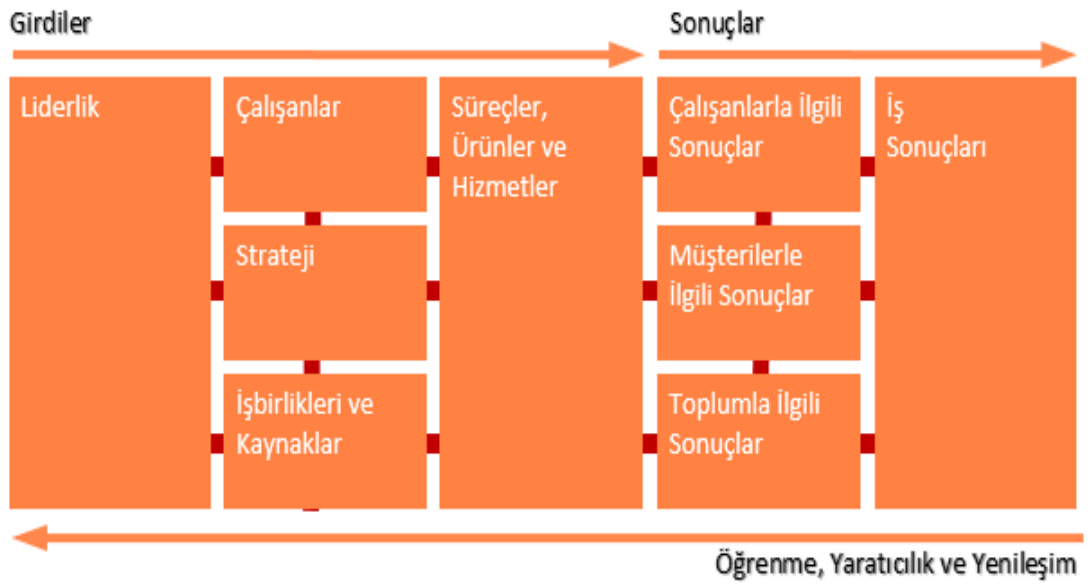 Girdiler
Sonuçlar
Liderlik
Çalışanlar
Süreçler,
Ürünler ve
Hizmetler
Çalışanlarla İlgili
Sonuçlar
İş
Sonuçları
Strateji
Müşterilerle
İlgili Sonuçlar
İşbirlikleri ve
Kaynaklar
Toplumla İlgili
Sonuçlar
Öğrenme, Yaratıcılık ve Yenileşim